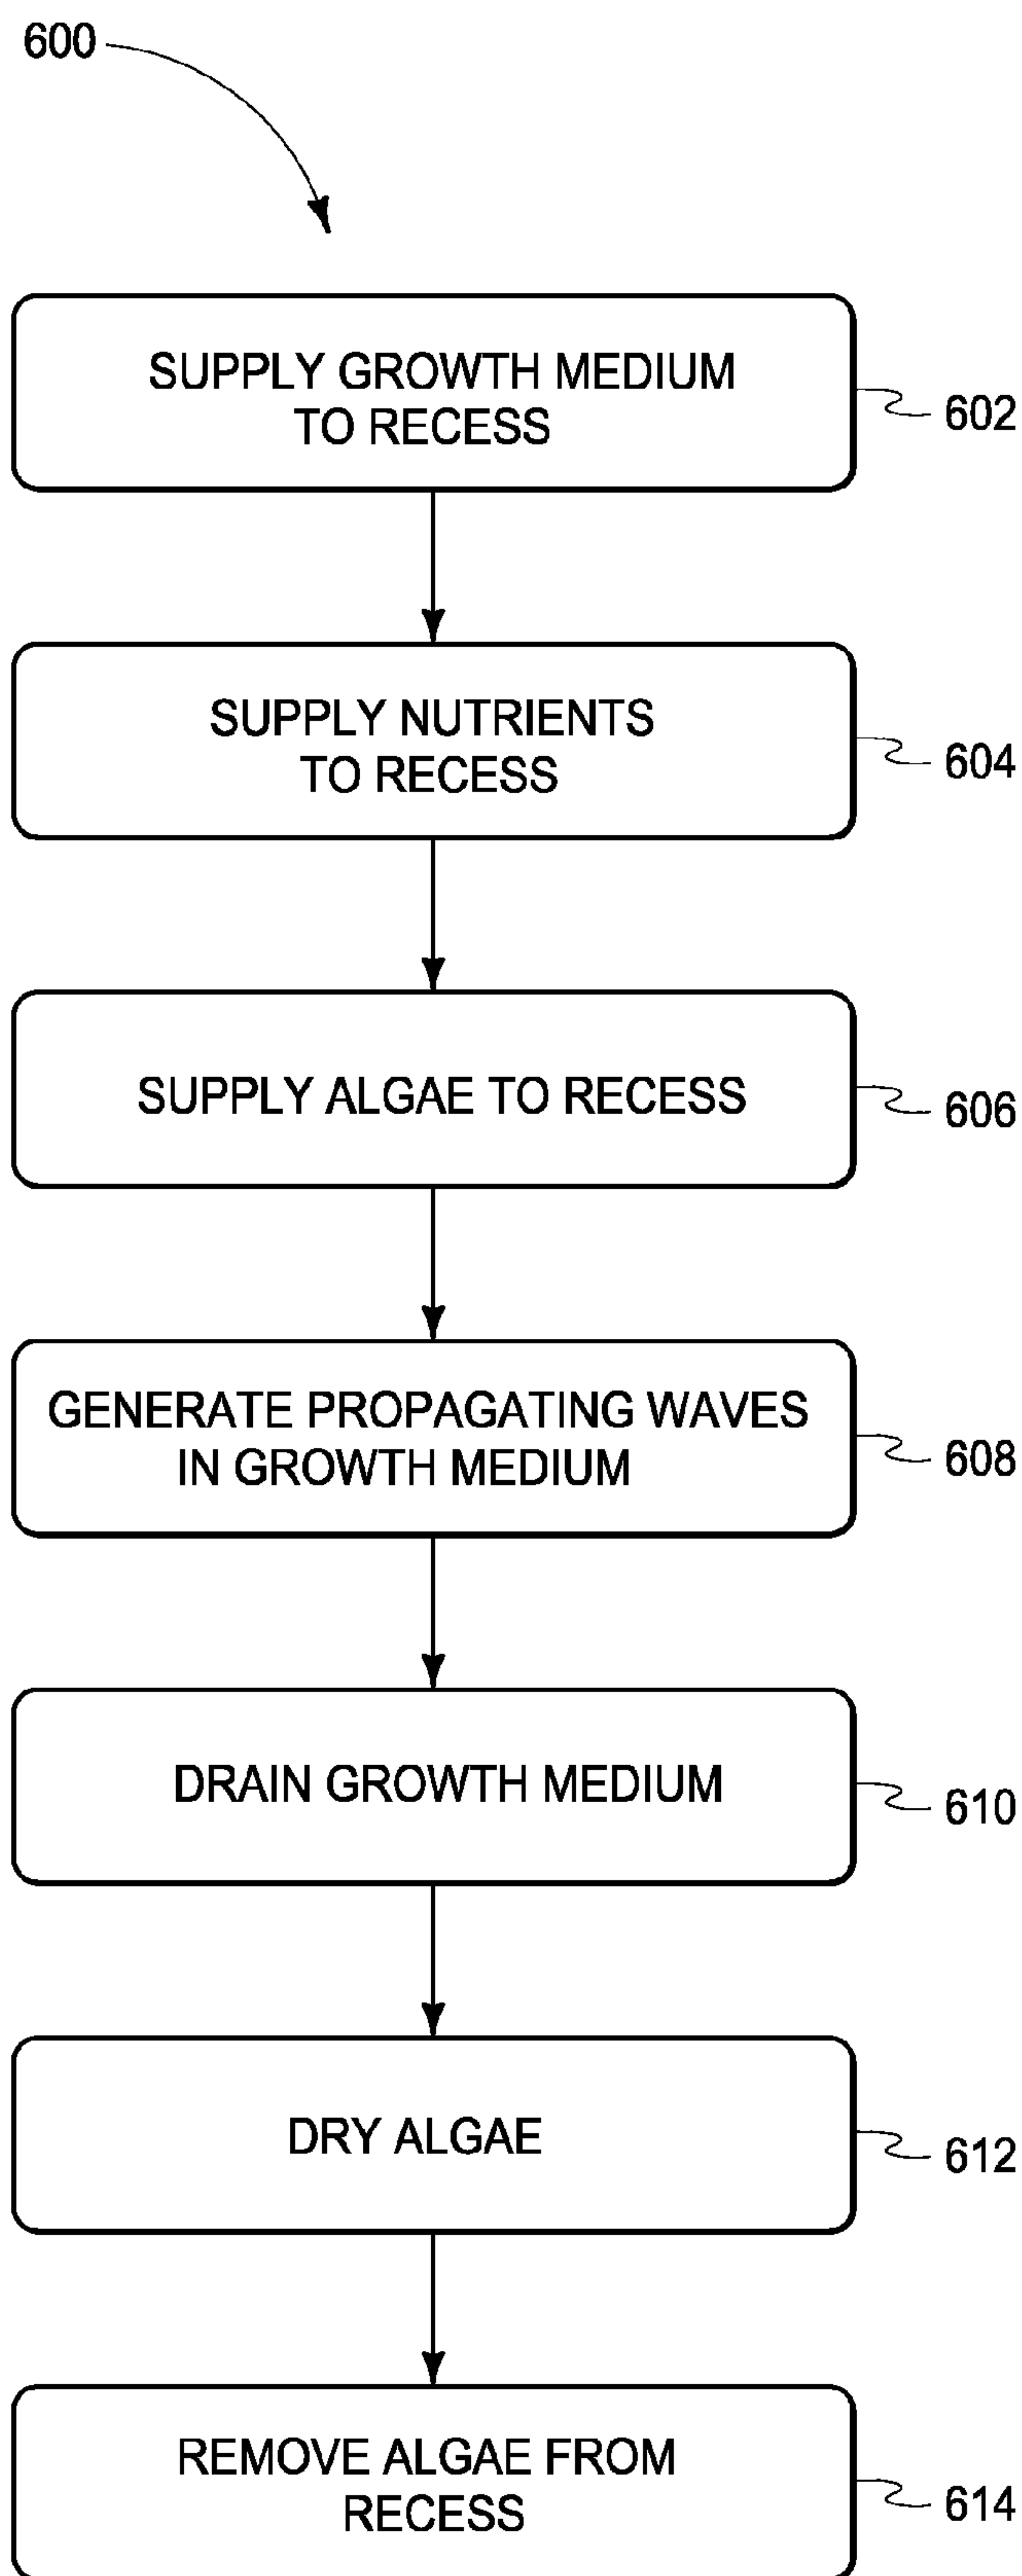 600
SUPPLY GROWTH MEDIUM
TO RECESS
602
SUPPLY NUTRIENTS
TO RECESS
604
SUPPLY ALGAE TO RECESS
606
GENERATE PROPAGATING WAVES
IN GROWTH MEDIUM
608
DRAIN GROWTH MEDIUM
610
DRY ALGAE
612
REMOVE ALGAE FROM
RECESS
614